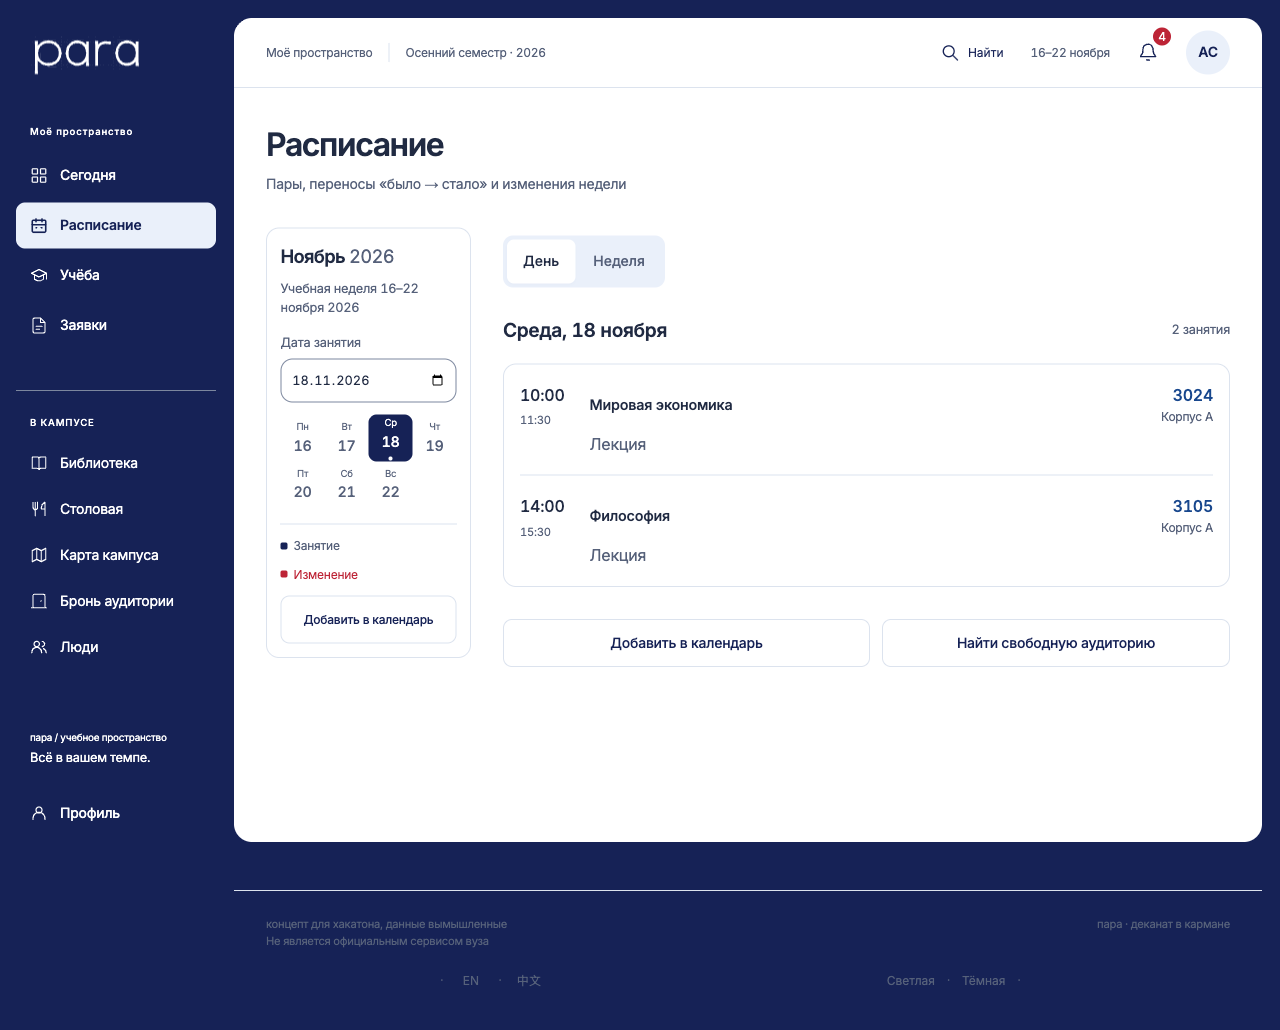 para
Моё пространство
Сегодня
Расписание
Учёба
Заявки
В КАМПУСЕ
Библиотека
Столовая
Карта кампуса
Бронь аудитории
Люди
пара / учебное пространство
Всё в вашем темпе.
Профиль
Моё пространство
Осенний семестр · 2026
Найти
16–22 ноября
4
АС
Расписание
Пары, переносы «было → стало» и изменения недели
Ноябрь 2026
Учебная неделя 16–22
ноября 2026
Дата занятия
18.11.2026
Пн Вт Ср Чт
16 17 18 19
Пт Сб Вс
20 21 22
Занятие
Изменение
Добавить в календарь
День Неделя
Среда, 18 ноября
2 занятия
10:00
11:30
Мировая экономика
Лекция
3024
Корпус А
14:00
15:30
Философия
Лекция
3105
Корпус А
Добавить в календарь
Найти свободную аудиторию
концепт для хакатона, данные вымышленные
Не является официальным сервисом вуза
пара · деканат в кармане
· EN · 中文
Светлая · Тёмная ·